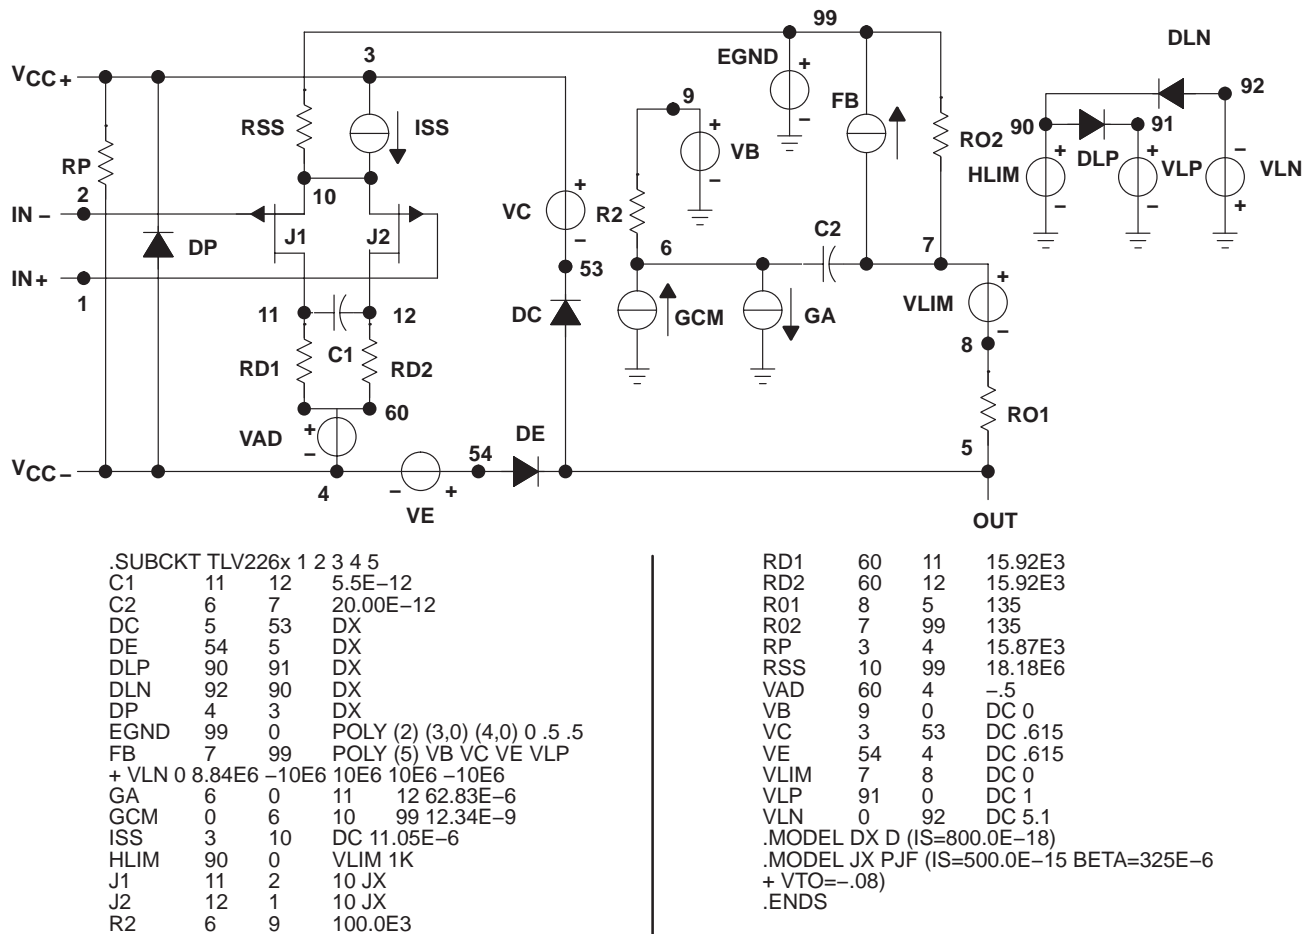 99
DLN
3
EGND
+
VCC+
92
9
FB
+
RSS
ISS
–
90
91
RO2
VB
–
+
+
–
DLP
RP
10
HLIM
VLP
VLN
2
+
–
–
+
IN –
VC
R2
–
C2
J1
J2
DP
6
7
IN+
53
+
1
VLIM
11
12
DC
GCM
GA
–
8
C1
RD1
RD2
60
RO1
VAD
+
–
DE
54
5
VCC–
4
–
+
VE
OUT
.SUBCKT TLV226x 1 2 3 4 5
C1 11 12 5.5E–12
C2 6 7 20.00E–12
DC 5 53 DX
DE 54 5 DX
DLP 90 91 DX
DLN 92 90 DX
DP 4 3 DX
EGND 99 0 POLY (2) (3,0) (4,0) 0 .5 .5
FB 7 99 POLY (5) VB VC VE VLP
+ VLN 0 8.84E6 –10E6 10E6 10E6 –10E6
GA 6 0 11 12 62.83E–6
GCM 0 6 10 99 12.34E–9
ISS 3 10 DC 11.05E–6
HLIM 90 0 VLIM 1K
J1 11 2 10 JX
J2 12 1 10 JX
R2 6 9 100.0E3
RD1 60 11 15.92E3
RD2 60 12 15.92E3
R01 8 5 135
R02 7 99 135
RP 3 4 15.87E3
RSS 10 99 18.18E6
VAD 60 4 –.5
VB 9 0 DC 0
VC 3 53 DC .615
VE 54 4 DC .615
VLIM 7 8 DC 0
VLP 91 0 DC 1
VLN 0 92 DC 5.1
.MODEL DX D (IS=800.0E–18)
.MODEL JX PJF (IS=500.0E–15 BETA=325E–6
+ VTO=–.08)
.ENDS